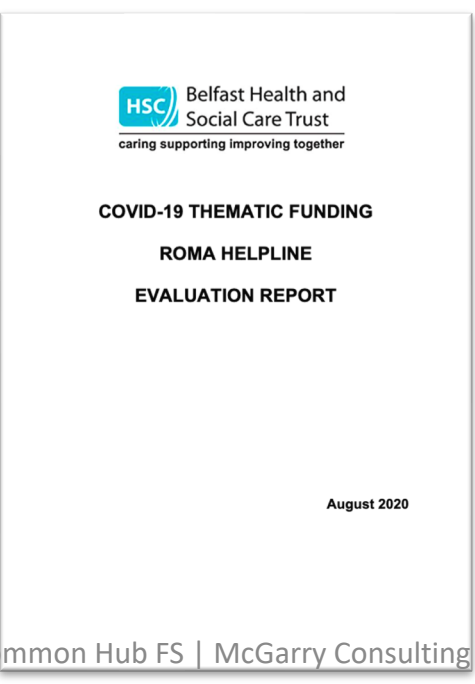 HSC
Belfast Health and
Social Care Trust
caring supporting improving together
COVID-19 THEMATIC FUNDING
ROMA HELPLINE
EVALUATION REPORT
August 2020
mmon Hub FS | McGarry Consulting